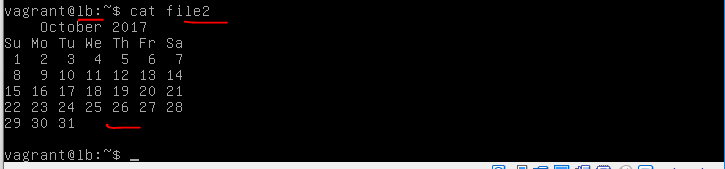 vagrant@lb:~$ cat file2
    October 2017
Su Mo Tu We Th Fr Sa
 1  2  3  4  5  6  7
 8  9 10 11 12 13 14
15 16 17 18 19 20 21
22 23 24 25 26 27 28
29 30 31
vagrant@lb:~$ _